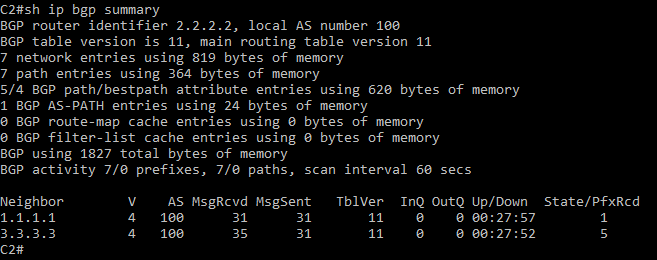 C2#sh ip bgp summary
BGP router identifier 2.2.2.2, local AS number 100
BGP table version is 11, main routing table version 11
7 network entries using 819 bytes of memory
7 path entries using 364 bytes of memory
5/4 BGP path/bestpath attribute entries using 620 bytes of memory
1 BGP AS-PATH entries using 24 bytes of memory
0 BGP route-map cache entries using 0 bytes of memory
0 BGP filter-list cache entries using 0 bytes of memory
BGP using 1827 total bytes of memory
BGP activity 7/0 prefixes, 7/0 paths, scan interval 60 secs

Neighbor        V    AS MsgRcvd MsgSent   TblVer  InQ OutQ Up/Down  State/PfxRcd
1.1.1.1         4   100      31      31       11    0    0 00:27:57        1
3.3.3.3         4   100      35      31       11    0    0 00:27:52        5
C2#